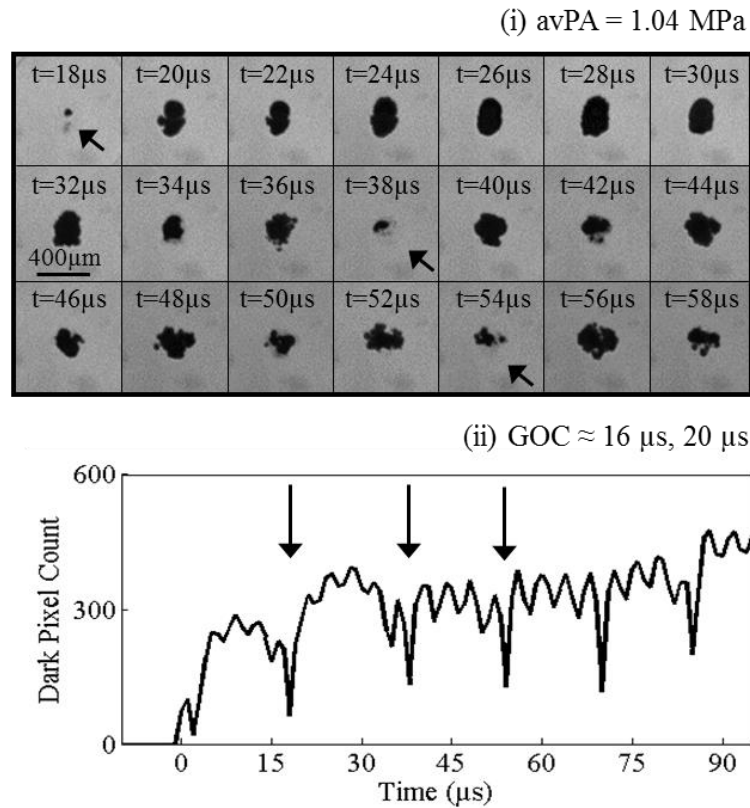 (i) avPA = 1.04 MPa
t=18µs t=20µs t=22µs t=24µs t=26µs t=28µs t=30µs
t=32µs t=34µs t=36µs t=38µs t=40µs t=42µs t=44µs
400µm
t=46µs t=48µs t=50µs t=52µs t=54µs t=56µs t=58µs
(ii) GOC ≈ 16 µs, 20 µs
600
300
0
Dark Pixel Count
0 15 30 45 60 75 90
Time (µs)